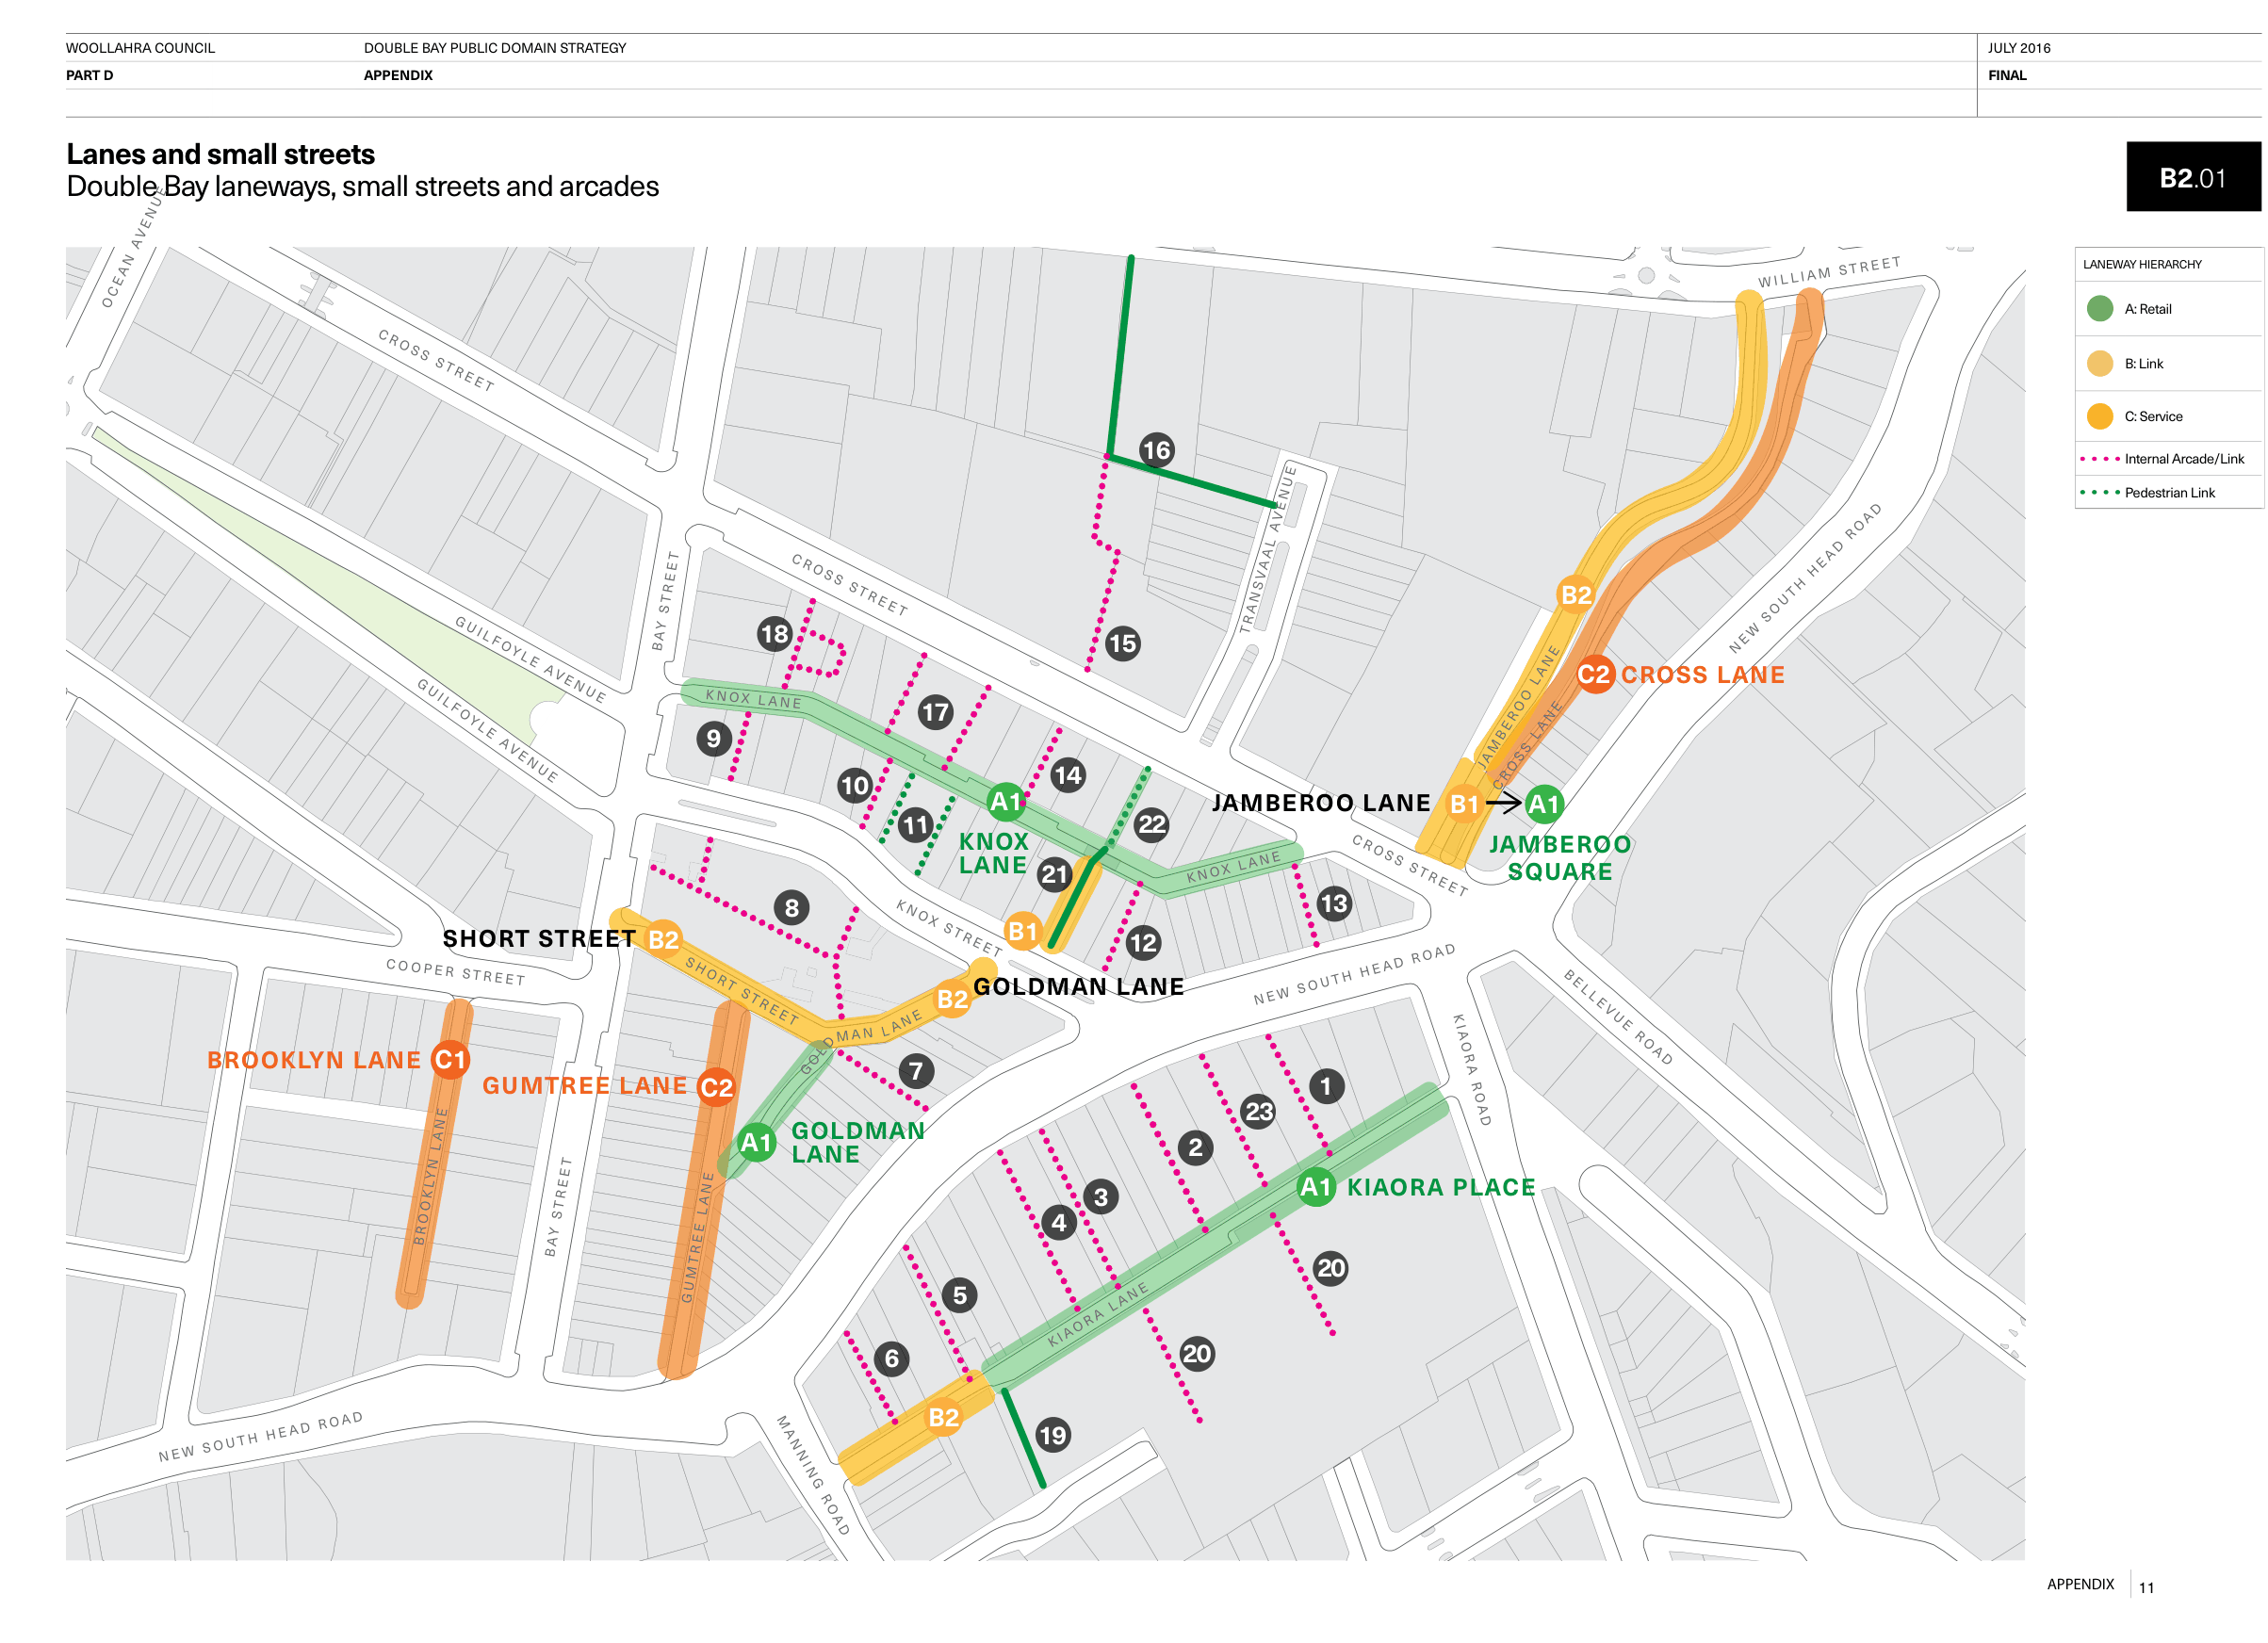 WOOLLAHRA COUNCIL
DOUBLE BAY PUBLIC DOMAIN STRATEGY
JULY 2016
PART D
APPENDIX
FINAL
Lanes and small streets
Double Bay laneways, small streets and arcades
B2.01
LANEWAY HIERARCHY
A: Retail
B: Link
C: Service
Internal Arcade/Link
Pedestrian Link
OCEAN AVENUE
CROSS STREET
WILLIAM STREET
16
TRANSVAAL AVENUE
NEW SOUTH HEAD ROAD
BAY STREET
CROSS STREET
B2
GUILFOYLE AVENUE
GUILFOYLE AVENUE
18
15
C2 CROSS LANE
JAMBEROO LANE
CROSS LANE
KNOX LANE
17
9
10
14
11
A1
KNOX
LANE
22
JAMBEROO LANE
B1
A1
JAMBEROO
SQUARE
CROSS STREET
KNOX LANE
21
13
8
KNOX STREET
B1
12
SHORT STREET
B2
SHORT STREET
COOPER STREET
B2
GOLDMAN LANE
NEW SOUTH HEAD ROAD
BELLEVUE ROAD
GOLDMAN LANE
KIAORA ROAD
BROOKLYN LANE
C1
GUMTREE LANE
C2
7
1
23
2
A1
GOLDMAN
LANE
BROOKLYN LANE
BAY STREET
GUMTREE LANE
3
4
A1
KIAORA PLACE
20
5
KIAORA LANE
20
6
B2
19
NEW SOUTH HEAD ROAD
MANNING ROAD
APPENDIX
11